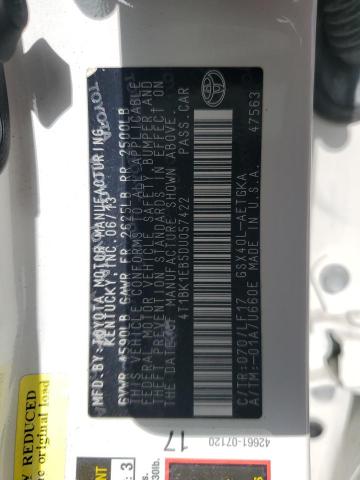 MFD.BY:TOYOTA MOTOR MANUFACTURING,
KENTUCKY,INC. 06/13
GVWR 4590LB GAWR FR 2625LB RR 2500LB
THIS VEHICLE CONFORMS TO ALL APPLICABLE
FEDERAL MOTOR VEHICLE SAFETY,BUMPER,AND
THEFT PREVENTION STANDARDS IN EFFECT ON
THE DATE OF MANUFACTURE SHOWN ABOVE.
4T1BK1EB5DU057422 PASS.CAR
C/TR:070/LF17 GSX40L-AETGKA
A/TM:-01A/U660E MADE IN U.S.A. 47563
42661-07120
17
REDUCED
original load
: 3